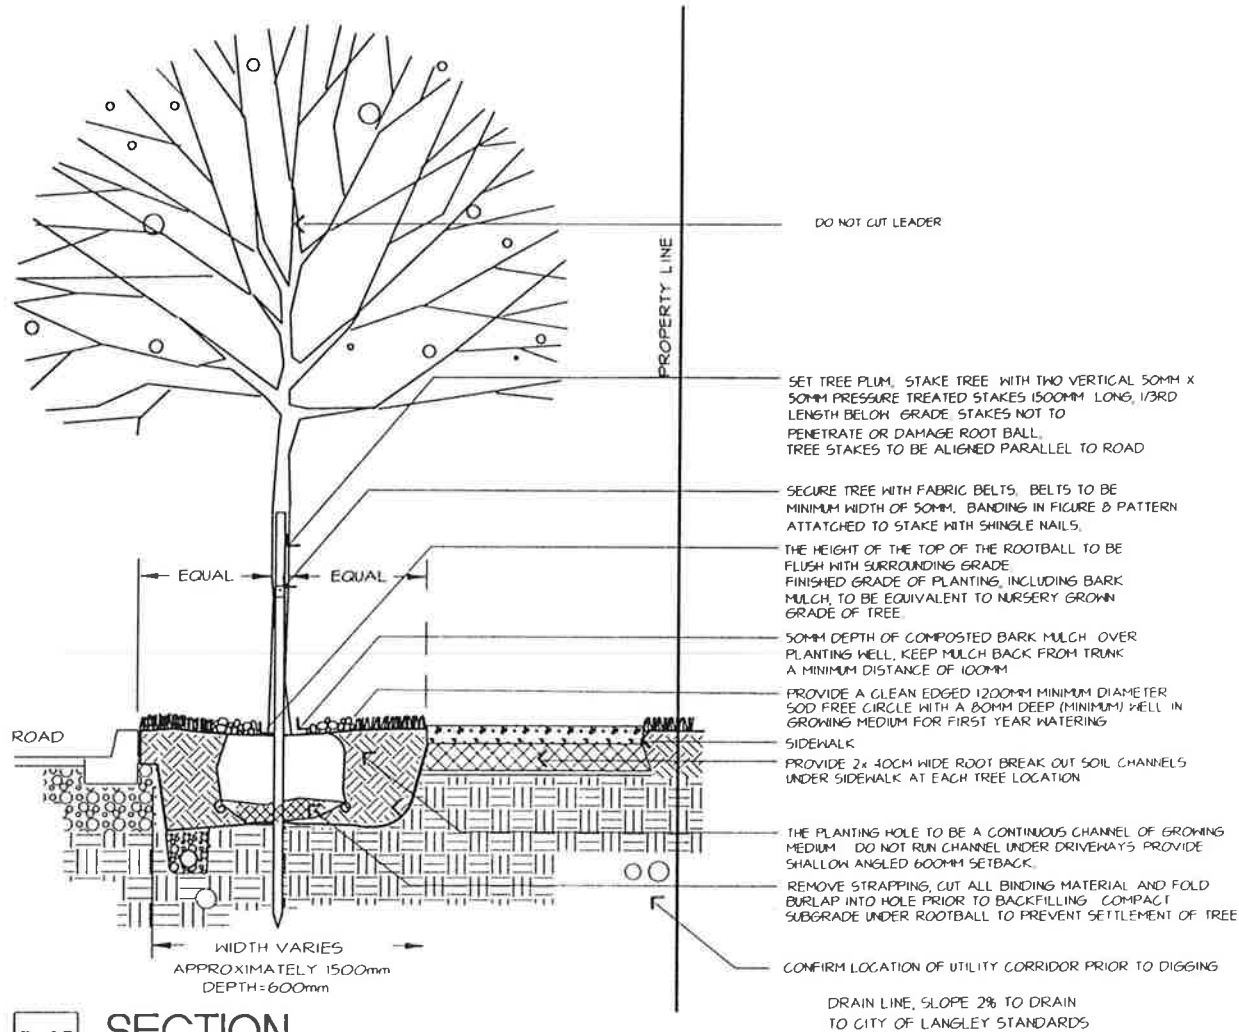 DO NOT CUT LEADER
PROPERTY LINE
SET TREE PLUM. STAKE TREE WITH TWO VERTICAL 50MM X
50MM PRESSURE TREATED STAKES 1500MM LONG, 1/3RD
LENGTH BELOW GRADE. STAKES NOT TO
PENETRATE OR DAMAGE ROOT BALL.
TREE STAKES TO BE ALIGNED PARALLEL TO ROAD
SECURE TREE WITH FABRIC BELTS. BELTS TO BE
MINIMUM WIDTH OF 50MM. BANDING IN FIGURE 8 PATTERN
ATTATCHED TO STAKE WITH SHINGLE NAILS.
THE HEIGHT OF THE TOP OF THE ROOTBALL TO BE
FLUSH WITH SURROUNDING GRADE.
FINISHED GRADE OF PLANTING, INCLUDING BARK
MULCH, TO BE EQUIVALENT TO NURSERY GROWN
GRADE OF TREE.
EQUAL EQUAL
50MM DEPTH OF COMPOSTED BARK MULCH OVER
PLANTING WELL, KEEP MULCH BACK FROM TRUNK
A MINIMUM DISTANCE OF 100MM
PROVIDE A CLEAN EDGED 1200MM MINIMUM DIAMETER
SOD FREE CIRCLE WITH A 80MM DEEP (MINIMUM) WELL IN
GROWING MEDIUM FOR FIRST YEAR WATERING
ROAD
SIDEWALK
PROVIDE 2x 40CM WIDE ROOT BREAK OUT SOIL CHANNELS
UNDER SIDEWALK AT EACH TREE LOCATION
THE PLANTING HOLE TO BE A CONTINUOUS CHANNEL OF GROWING
MEDIUM DO NOT RUN CHANNEL UNDER DRIVEWAYS PROVIDE
SHALLOW ANGLED 600MM SETBACK.
REMOVE STRAPPING, CUT ALL BINDING MATERIAL AND FOLD
BURLAP INTO HOLE PRIOR TO BACKFILLING. COMPACT
SUBGRADE UNDER ROOTBALL TO PREVENT SETTLEMENT OF TREE
WIDTH VARIES
APPROXIMATELY 1500mm
DEPTH=600mm
CONFIRM LOCATION OF UTILITY CORRIDOR PRIOR TO DIGGING
DRAIN LINE, SLOPE 2% TO DRAIN
TO CITY OF LANGLEY STANDARDS
SECTION